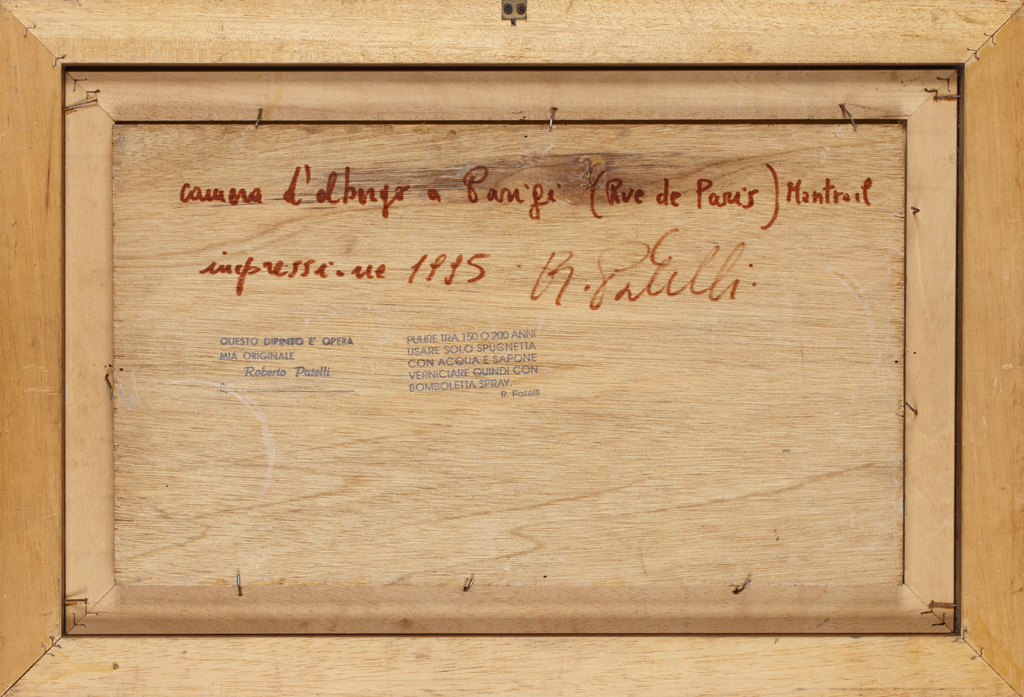 camera d'albergo a Parigi (Rue de Paris) Montroil
impressione 1995 R. Patelli.
QUESTO DIPINTO E' OPERA
MIA ORIGINALE
Roberto Patelli
PULIRE TRA 150 O 200 ANNI
USARE SOLO SPUGNETTA
CON ACQUA E SAPONE
VERNICIARE QUINDI CON
BOMBOLETTA SPRAY.
R. Patelli